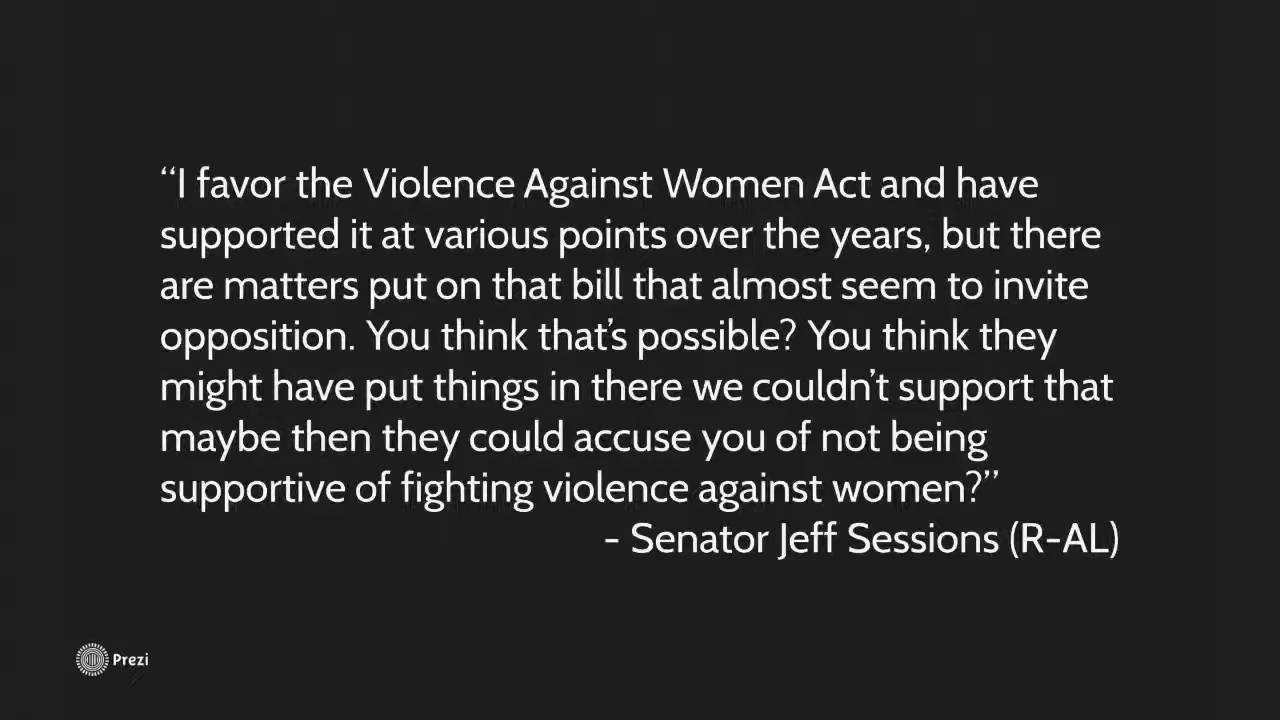 “I favor the Violence Against Women Act and have
supported it at various points over the years, but there
are matters put on that bill that almost seem to invite
opposition. You think that’s possible? You think they
might have put things in there we couldn’t support that
maybe then they could accuse you of not being
supportive of fighting violence against women?”
- Senator Jeff Sessions (R-AL)
Prezi